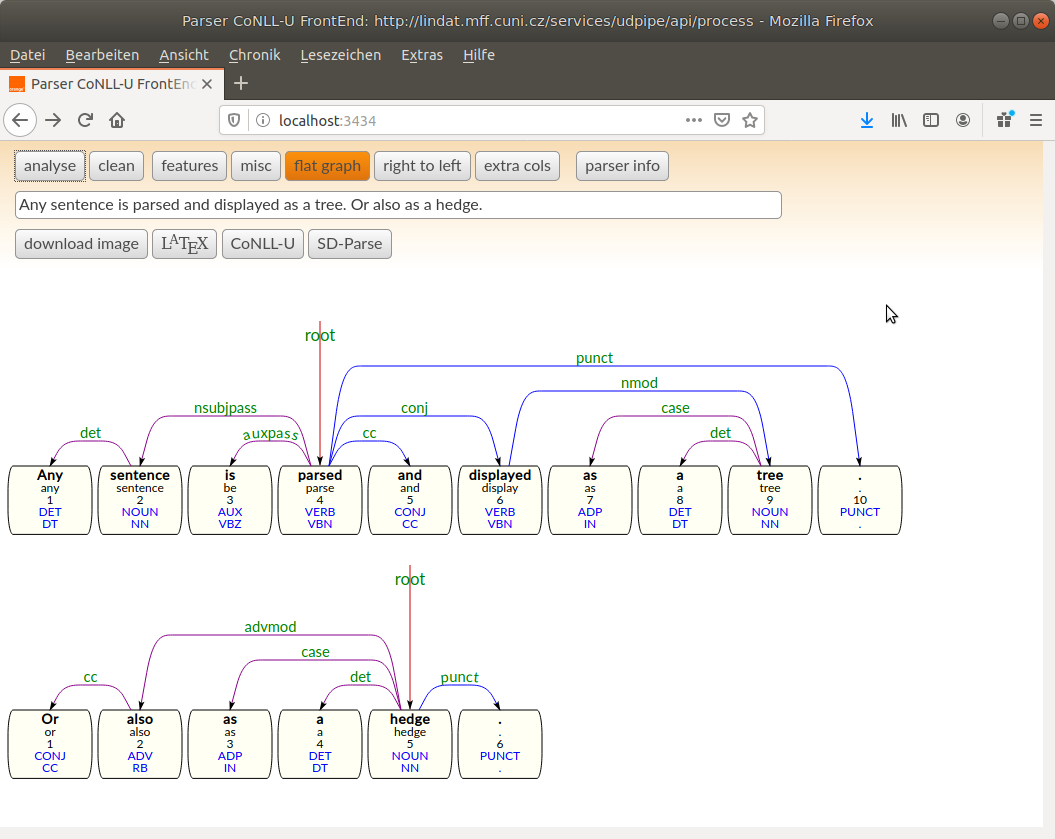 Parser CoNLL-U FrontEnd: http://lindat.mff.cuni.cz/services/udpipe/api/process - Mozilla Firefox
Datei Bearbeiten Ansicht Chronik Lesezeichen Extras Hilfe
Parser CoNLL-U FrontEnd
localhost:3434
analyse clean features misc flat graph right to left extra cols parser info
Any sentence is parsed and displayed as a tree. Or also as a hedge.
download image LATEX CoNLL-U SD-Parse
root
punct
nmod
nsubjpass conj case
det auxpass cc det
Any sentence is parsed and displayed as a tree .
any sentence be parse and display as a tree .
1 2 3 4 5 6 7 8 9 10
DET NOUN AUX VERB CONJ VERB ADP DET NOUN PUNCT
DT NN VBZ VBN CC VBN IN DT NN .
root
advmod
case
cc det punct
Or also as a hedge .
or also as a hedge .
1 2 3 4 5 6
CONJ ADV ADP DET NOUN PUNCT
CC RB IN DT NN .